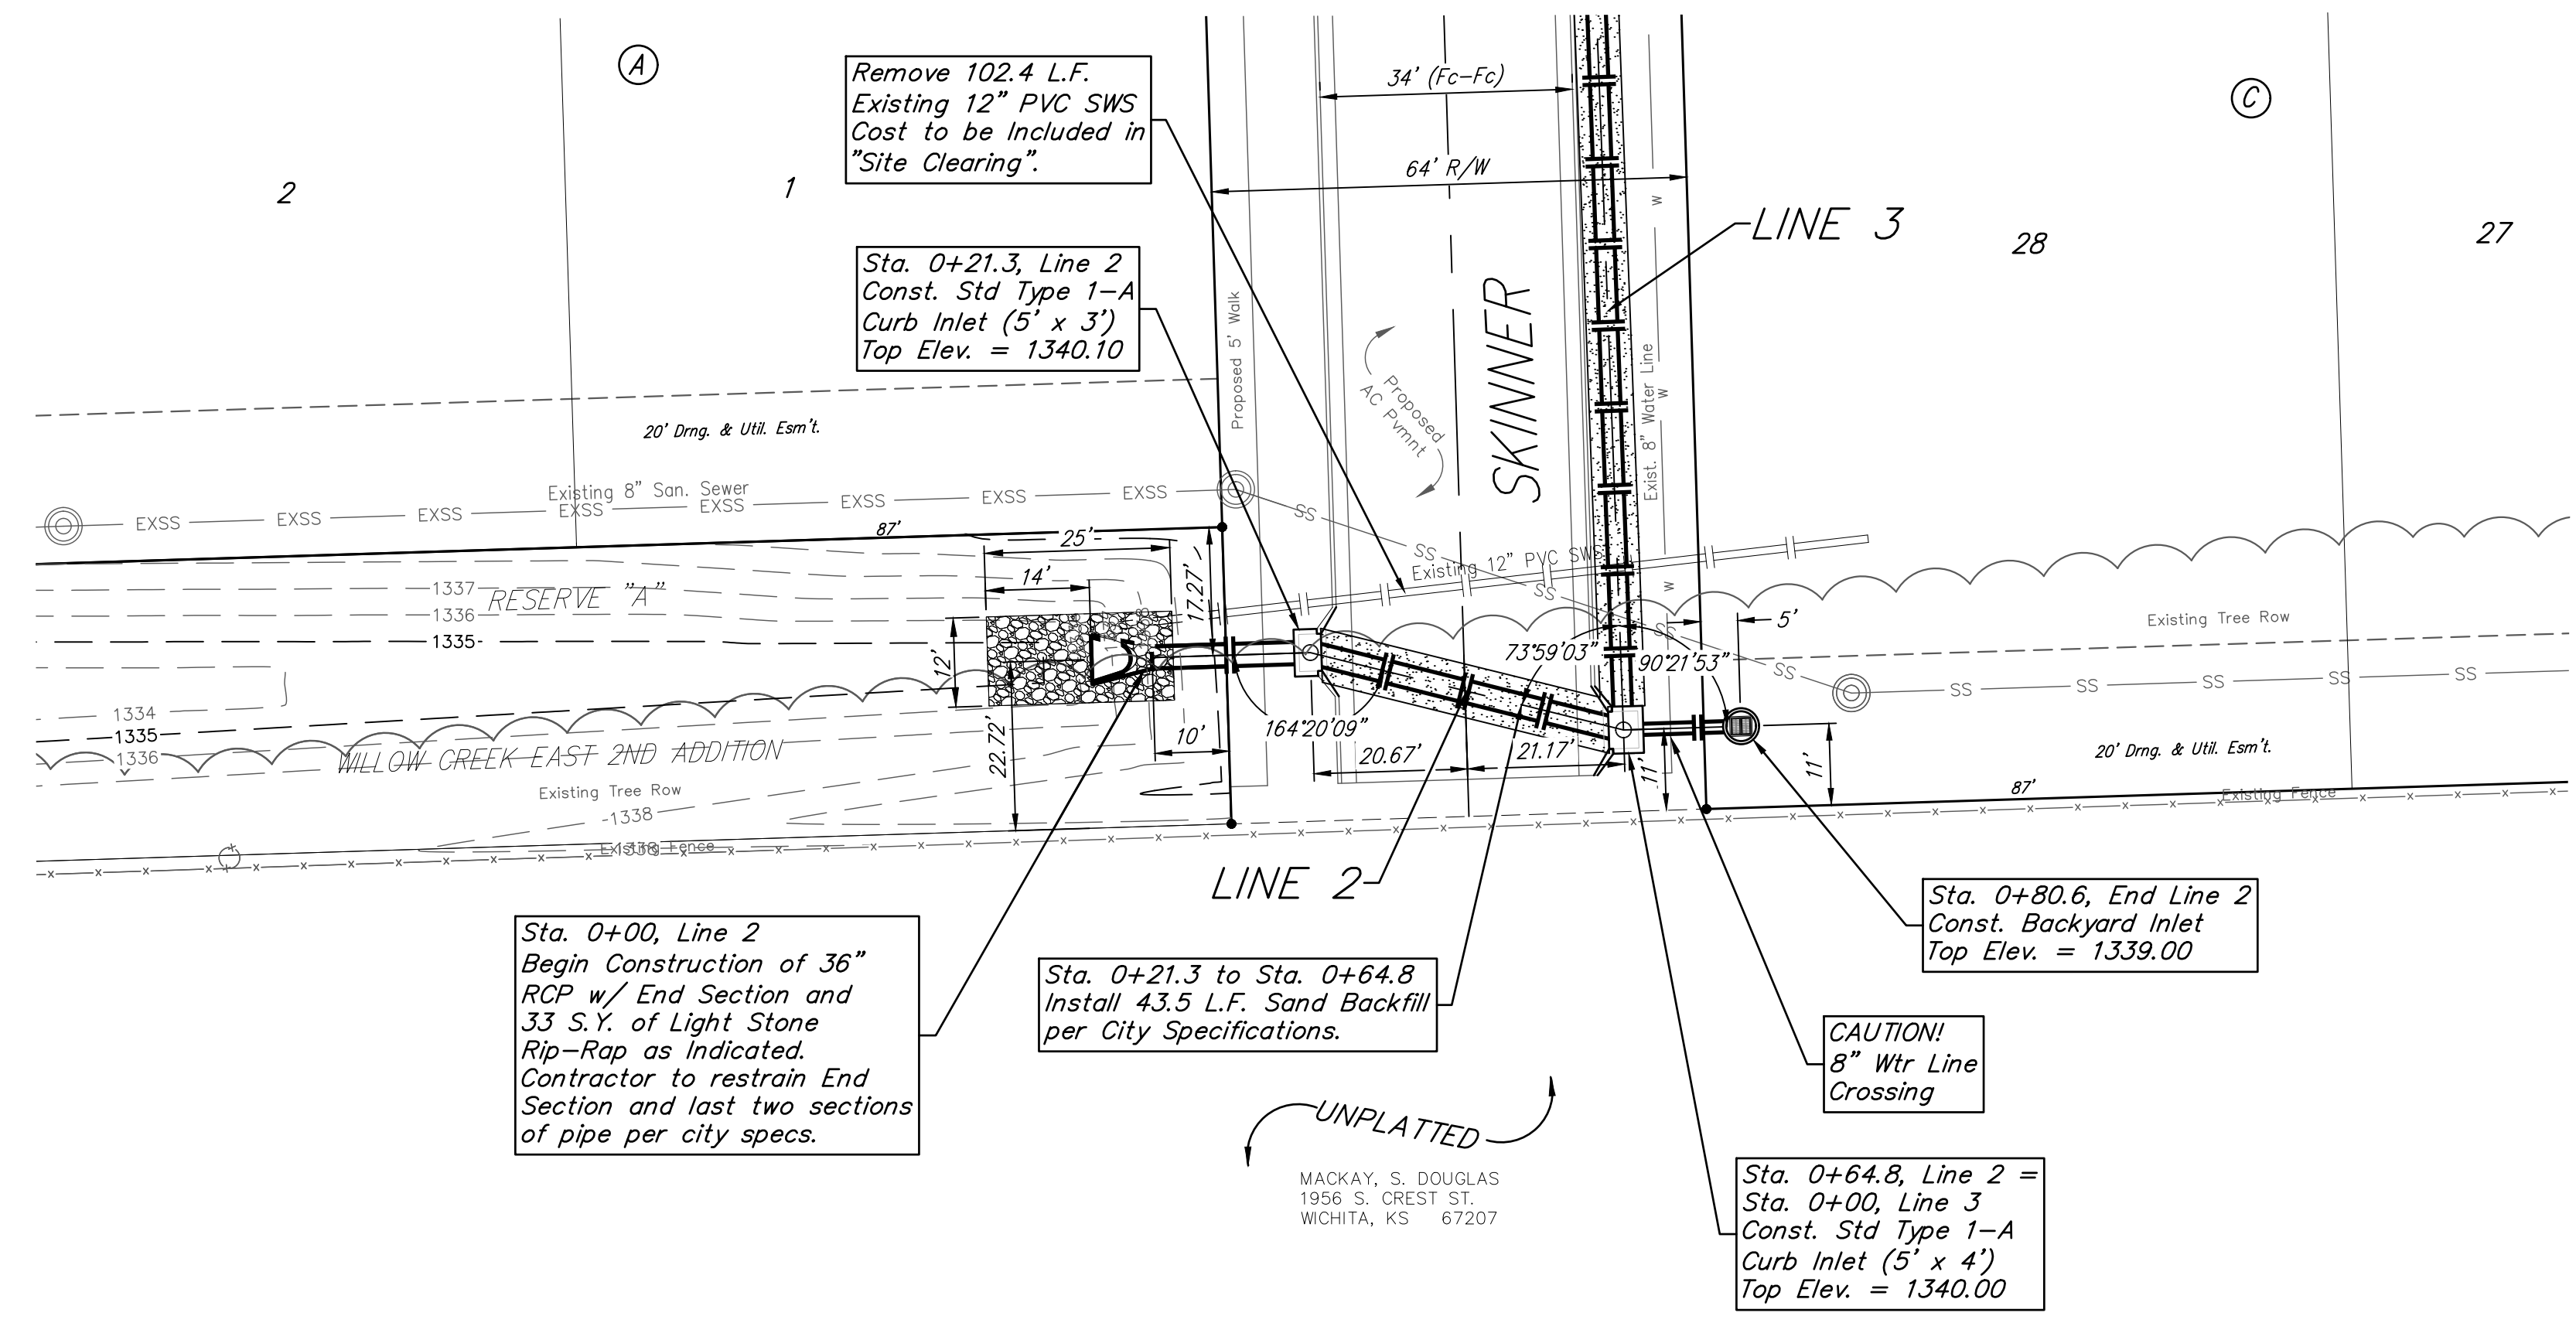 A
C
2
1
28
27
Remove 102.4 L.F.
Existing 12" PVC SWS
Cost to be Included in
"Site Clearing".
34' (Fc-Fc)
64' R/W
LINE 3
Sta. 0+21.3, Line 2
Const. Std Type 1-A
Curb Inlet (5' x 3')
Top Elev. = 1340.10
Proposed 5' Walk
Proposed
AC Pvmnt
SKINNER
Exist. 8" Water Line
W
W
W
20' Drng. & Util. Esm't.
Existing 8" San. Sewer
EXSS EXSS EXSS EXSS EXSS EXSS EXSS EXSS
SS SS SS SS SS
Existing 12" PVC SWS
87'
25'
14'
17.27'
12'
22.72'
10'
1337
1336
1335
RESERVE "A"
1334
1335
1336
WILLOW CREEK EAST 2ND ADDITION
Existing Tree Row
1338
1338
Existing Fence
164°20'09"
73°59'03"
90°21'53"
5'
20.67'
21.17'
11'
11'
Existing Tree Row
SS SS SS SS SS
20' Drng. & Util. Esm't.
87'
Existing Fence
LINE 2
Sta. 0+00, Line 2
Begin Construction of 36"
RCP w/ End Section and
33 S.Y. of Light Stone
Rip-Rap as Indicated.
Contractor to restrain End
Section and last two sections
of pipe per city specs.
Sta. 0+21.3 to Sta. 0+64.8
Install 43.5 L.F. Sand Backfill
per City Specifications.
Sta. 0+80.6, End Line 2
Const. Backyard Inlet
Top Elev. = 1339.00
CAUTION!
8" Wtr Line
Crossing
UNPLATTED
MACKAY, S. DOUGLAS
1956 S. CREST ST.
WICHITA, KS 67207
Sta. 0+64.8, Line 2 =
Sta. 0+00, Line 3
Const. Std Type 1-A
Curb Inlet (5' x 4')
Top Elev. = 1340.00